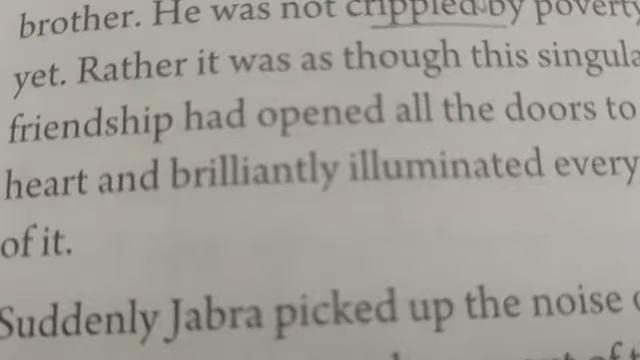 brother. He was not crippled by poverty
yet. Rather it was as though this singula
friendship had opened all the doors to
heart and brilliantly illuminated every
of it.
Suddenly Jabra picked up the noise